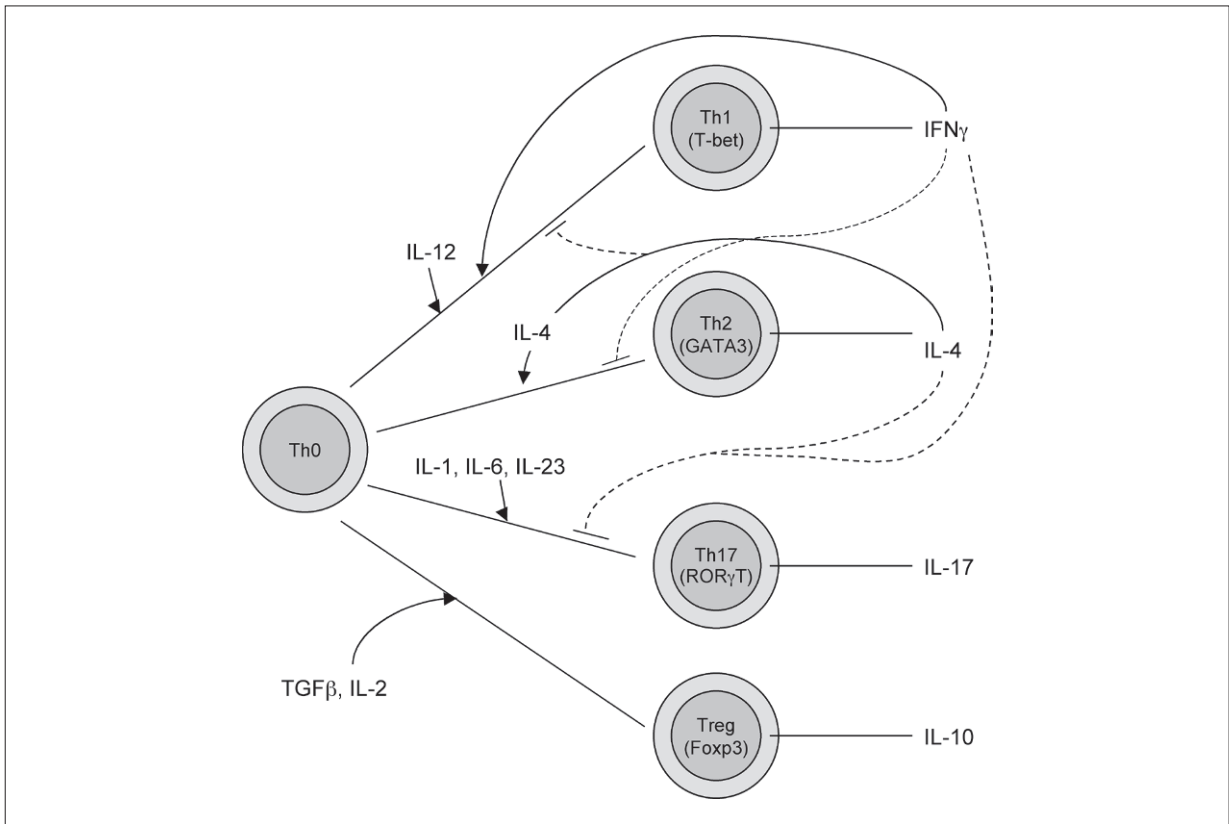 Th1
(T-bet)
IFNγ
IL-12
IL-4
Th2
(GATA3)
IL-4
Th0
IL-1, IL-6, IL-23
Th17
(RORγT)
IL-17
TGFβ, IL-2
Treg
(Foxp3)
IL-10